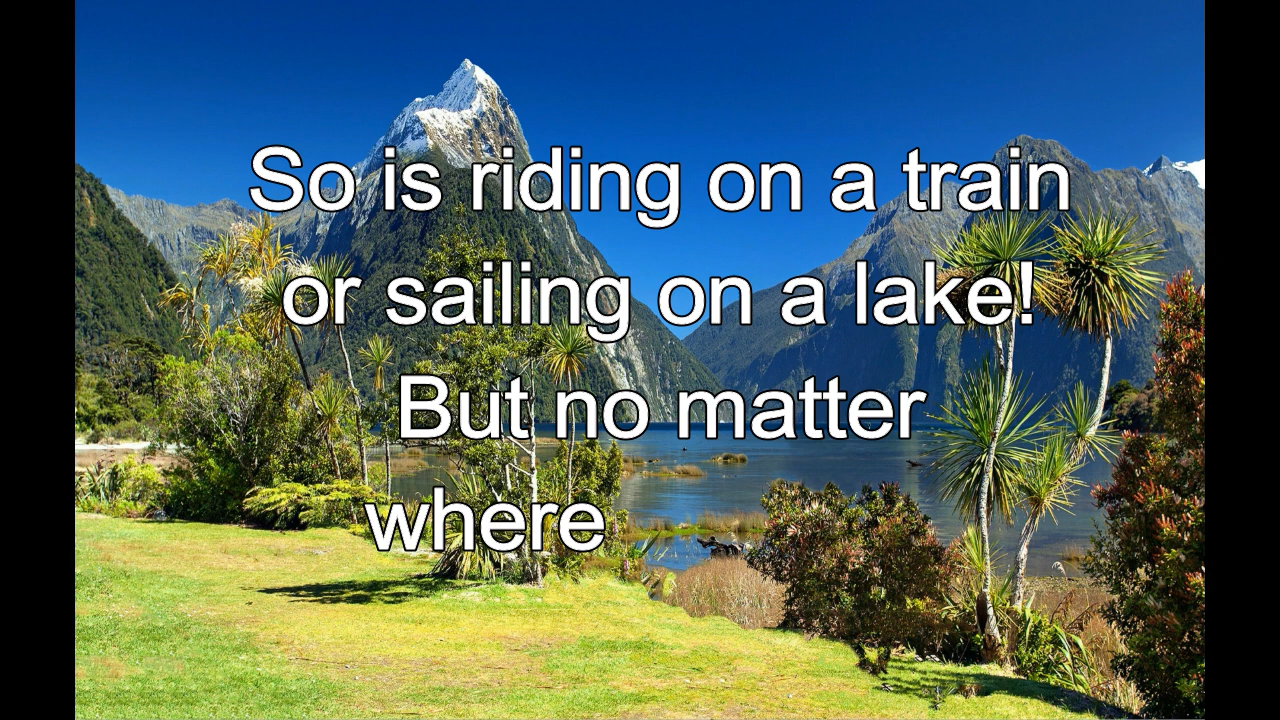 So is riding on a train
or sailing on a lake!
But no matter
where